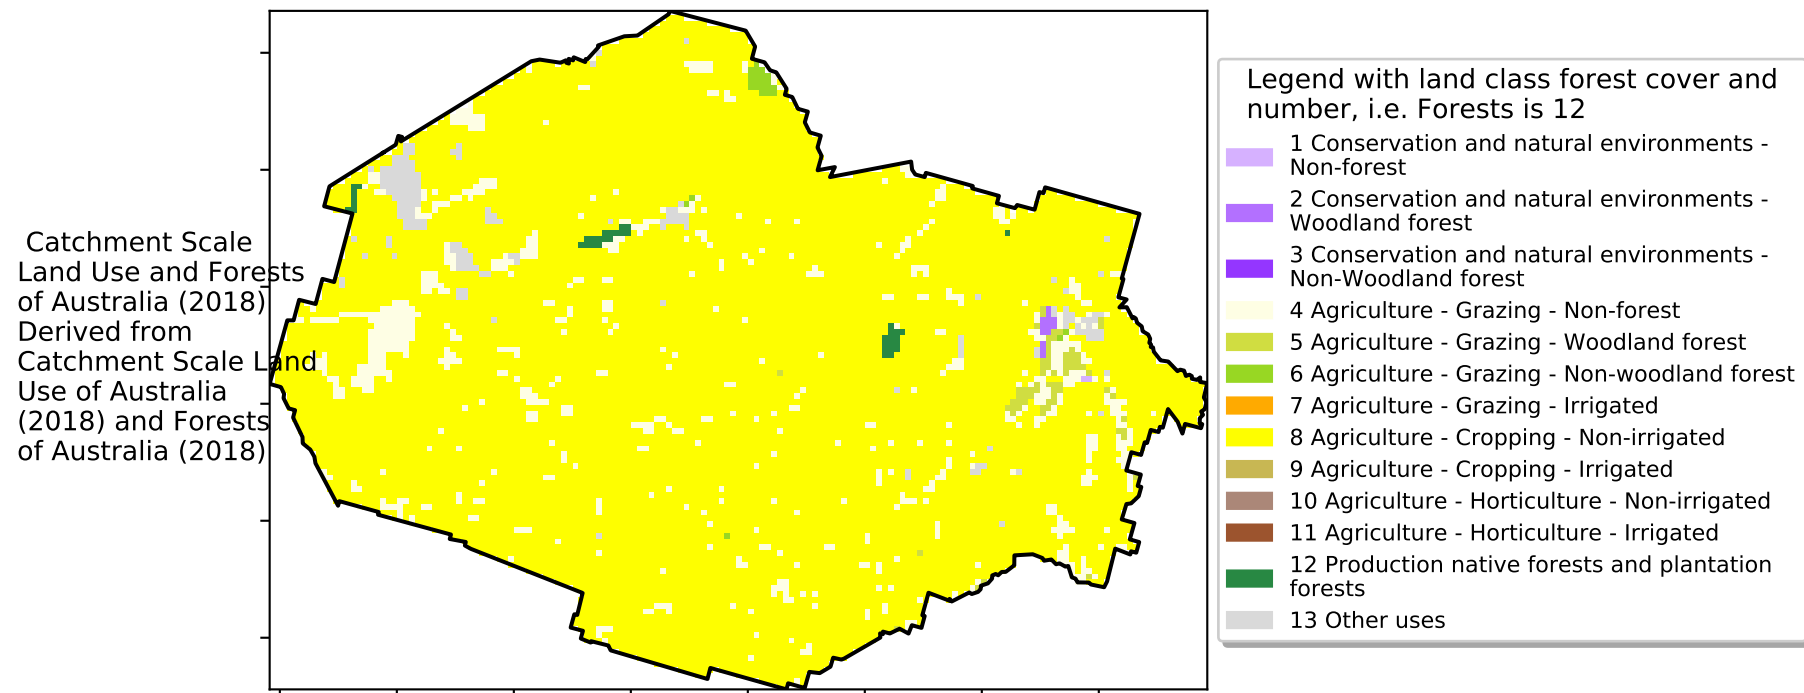 Catchment Scale
Land Use and Forests
of Australia (2018)
Derived from
Catchment Scale Land
Use of Australia
(2018) and Forests
of Australia (2018)
Legend with land class forest cover and
number, i.e. Forests is 12
1 Conservation and natural environments -
Non-forest
2 Conservation and natural environments -
Woodland forest
3 Conservation and natural environments -
Non-Woodland forest
4 Agriculture - Grazing - Non-forest
5 Agriculture - Grazing - Woodland forest
6 Agriculture - Grazing - Non-woodland forest
7 Agriculture - Grazing - Irrigated
8 Agriculture - Cropping - Non-irrigated
9 Agriculture - Cropping - Irrigated
10 Agriculture - Horticulture - Non-irrigated
11 Agriculture - Horticulture - Irrigated
12 Production native forests and plantation
forests
13 Other uses